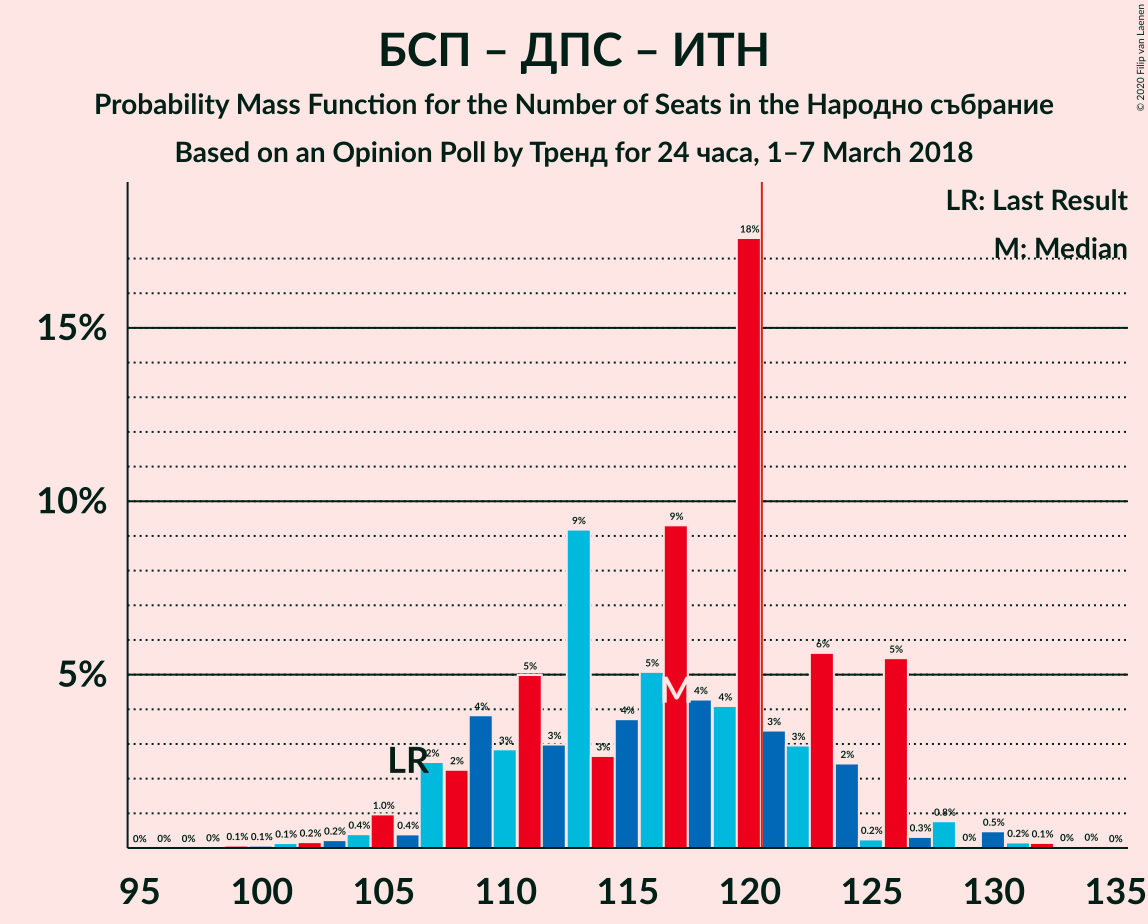 © 2020 Filip van Laenen
БСП – ДПС – ИТН
Probability Mass Function for the Number of Seats in the Народно събрание
Based on an Opinion Poll by Тренд for 24 часа, 1–7 March 2018
LR: Last Result
M: Median
18%
15%
10%
9% 9%
6% 5%
5% 5% 5%
4% 4% 4% 4%
3% 3% 3% 3% 3%
LR 2% 2% 2%
M
1.0% 0.8%
0% 0% 0% 0% 0.1% 0.1% 0.1% 0.2% 0.2% 0.4% 0.4% 0.2% 0.3% 0% 0.5% 0.2% 0.1% 0% 0% 0%
95 100 105 110 115 120 125 130 135